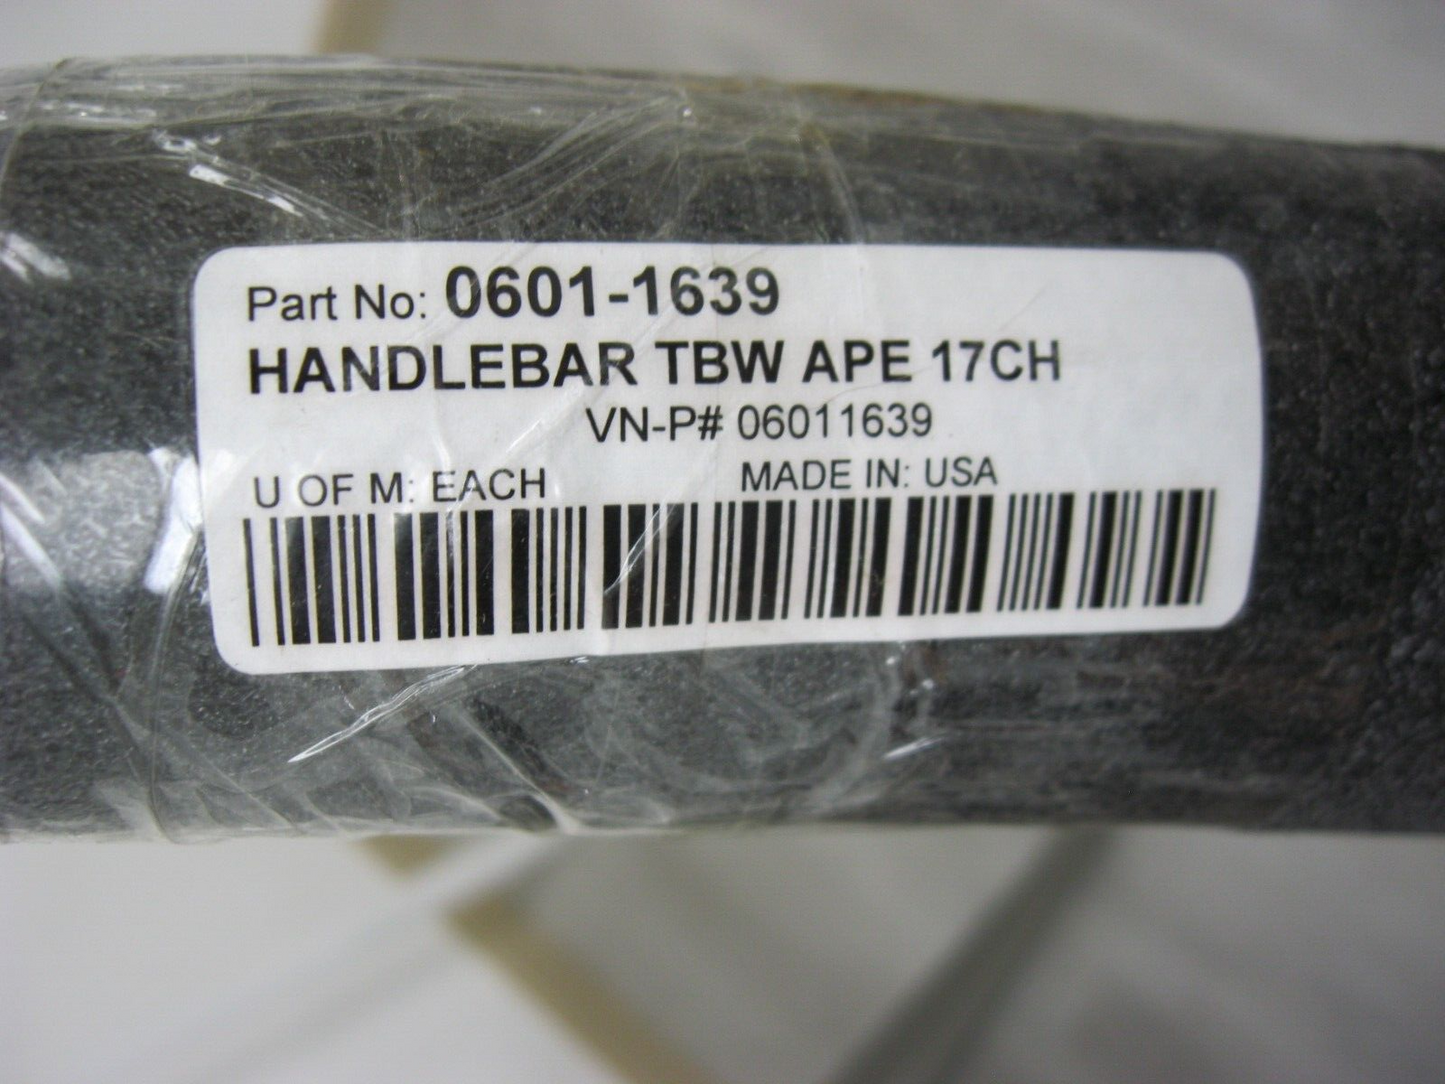 Part No: 0601-1639
HANDLEBAR TBW APE 17CH
VN-P# 06011639
U OF M: EACH MADE IN: USA